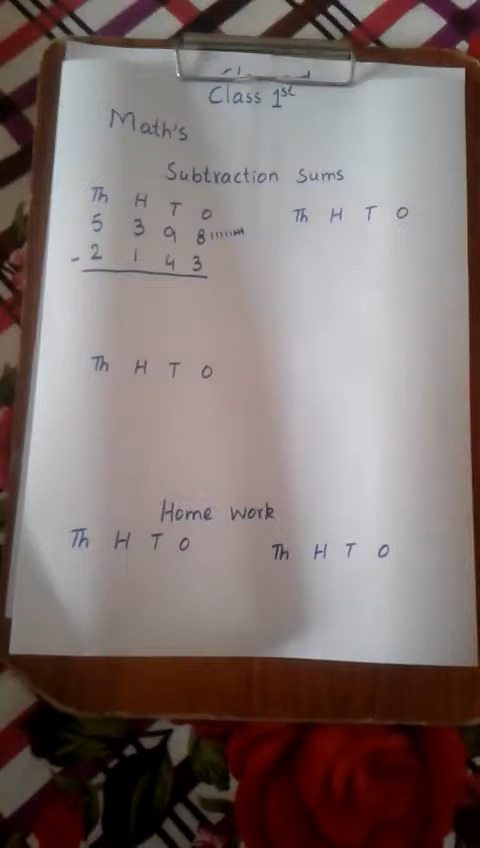 Class 1st
Math's
Subtraction sums
Th H T O
5 3 9 8
- 2 1 4 3
Th H T O
Th H T O
Home work
Th H T O
Th H T O